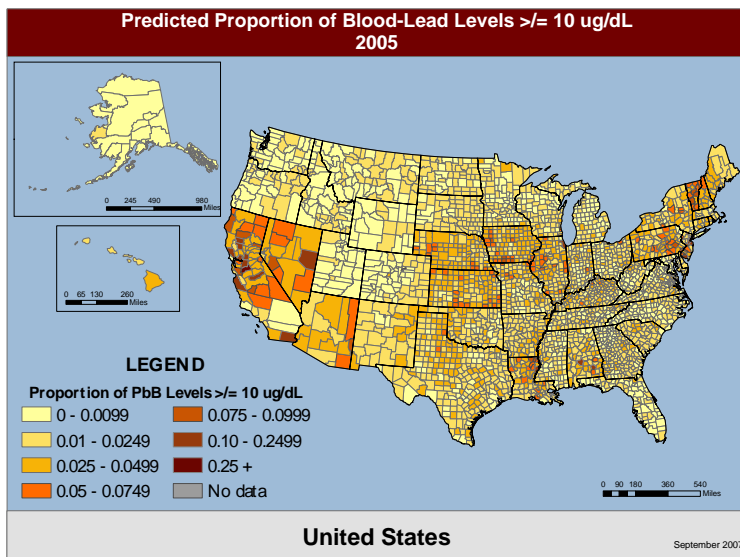 Predicted Proportion of Blood-Lead Levels >/= 10 ug/dL
2005
0 245 490 980
Miles
0 65 130 260
Miles
LEGEND
Proportion of PbB Levels >/= 10 ug/dL
0 - 0.0099
0.01 - 0.0249
0.025 - 0.0499
0.05 - 0.0749
0.075 - 0.0999
0.10 - 0.2499
0.25 +
No data
0 90 180 360 540
Miles
United States
September 2007